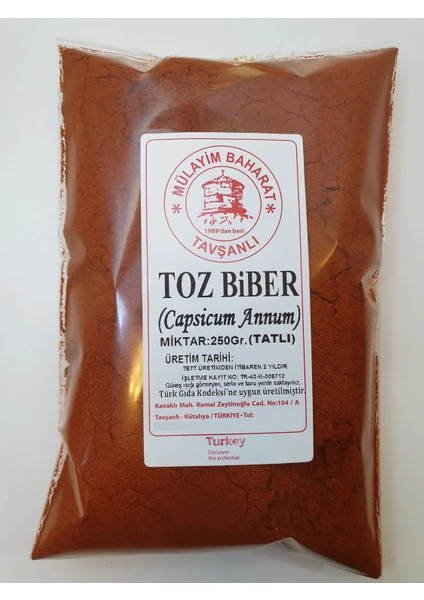 MÜLAYİM BAHARAT
1989'dan beri
TAVŞANLI
TOZ BiBER
(Capsicum Annum)
MİKTAR:250Gr.(TATLI)
ÜRETİM TARİHİ:
TETT ÜRETİMDEN İTİBAREN 2 YILDIR
İŞLETME KAYIT NO: TR-43-K-008713
Güneş ışığı görmeyen, serin ve kuru yerde saklayınız.
Türk Gıda Kodeksi'ne uygun üretilmiştir.
Kavaklı Mah. Kemal Zeytinoğlu Cad. No:104 / A
Tavşanlı - Kütahya / TÜRKİYE • Tel:
Turkey
Discover
the potential